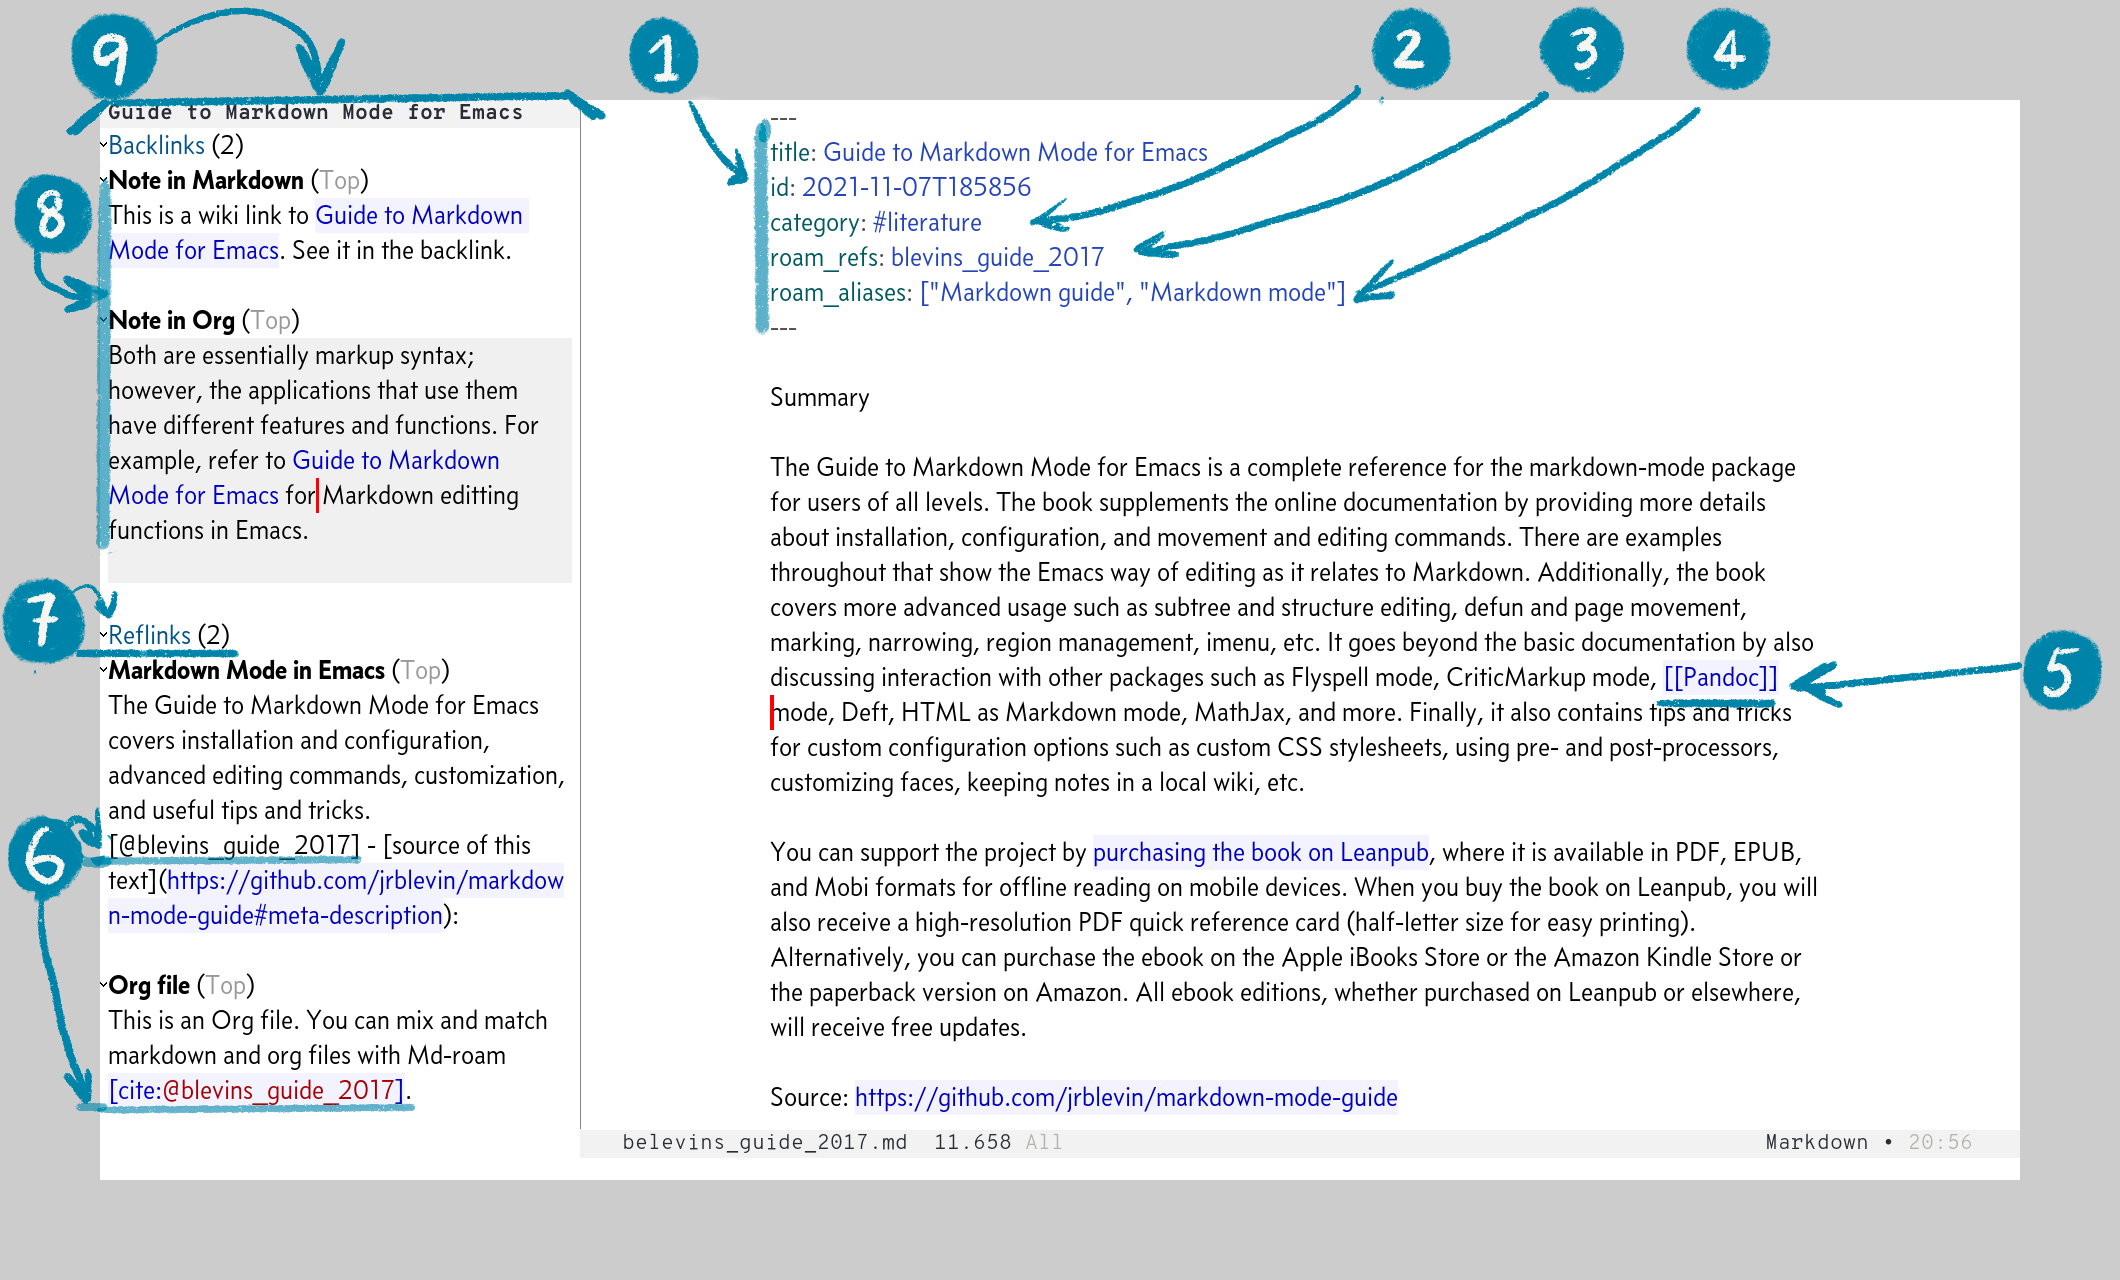 9
1
2
3
4
Guide to Markdown Mode for Emacs
Backlinks (2)
Note in Markdown (Top)
This is a wiki link to Guide to Markdown
Mode for Emacs. See it in the backlink.
8
Note in Org (Top)
Both are essentially markup syntax;
however, the applications that use them
have different features and functions. For
example, refer to Guide to Markdown
Mode for Emacs for Markdown editting
functions in Emacs.
7
Reflinks (2)
Markdown Mode in Emacs (Top)
The Guide to Markdown Mode for Emacs
covers installation and configuration,
advanced editing commands, customization,
and useful tips and tricks.
6
[@blevins_guide_2017] - [source of this
text](https://github.com/jrblevin/markdow
n-mode-guide#meta-description):
Org file (Top)
This is an Org file. You can mix and match
markdown and org files with Md-roam
[cite:@blevins_guide_2017].
---
title: Guide to Markdown Mode for Emacs
id: 2021-11-07T185856
category: #literature
roam_refs: blevins_guide_2017
roam_aliases: ["Markdown guide", "Markdown mode"]
---
Summary
The Guide to Markdown Mode for Emacs is a complete reference for the markdown-mode package
for users of all levels. The book supplements the online documentation by providing more details
about installation, configuration, and movement and editing commands. There are examples
throughout that show the Emacs way of editing as it relates to Markdown. Additionally, the book
covers more advanced usage such as subtree and structure editing, defun and page movement,
marking, narrowing, region management, imenu, etc. It goes beyond the basic documentation by also
discussing interaction with other packages such as Flyspell mode, CriticMarkup mode, [[Pandoc]]
5
mode, Deft, HTML as Markdown mode, MathJax, and more. Finally, it also contains tips and tricks
for custom configuration options such as custom CSS stylesheets, using pre- and post-processors,
customizing faces, keeping notes in a local wiki, etc.
You can support the project by purchasing the book on Leanpub, where it is available in PDF, EPUB,
and Mobi formats for offline reading on mobile devices. When you buy the book on Leanpub, you will
also receive a high-resolution PDF quick reference card (half-letter size for easy printing).
Alternatively, you can purchase the ebook on the Apple iBooks Store or the Amazon Kindle Store or
the paperback version on Amazon. All ebook editions, whether purchased on Leanpub or elsewhere,
will receive free updates.
Source: https://github.com/jrblevin/markdown-mode-guide
belevins_guide_2017.md 11.658 All Markdown • 20:56